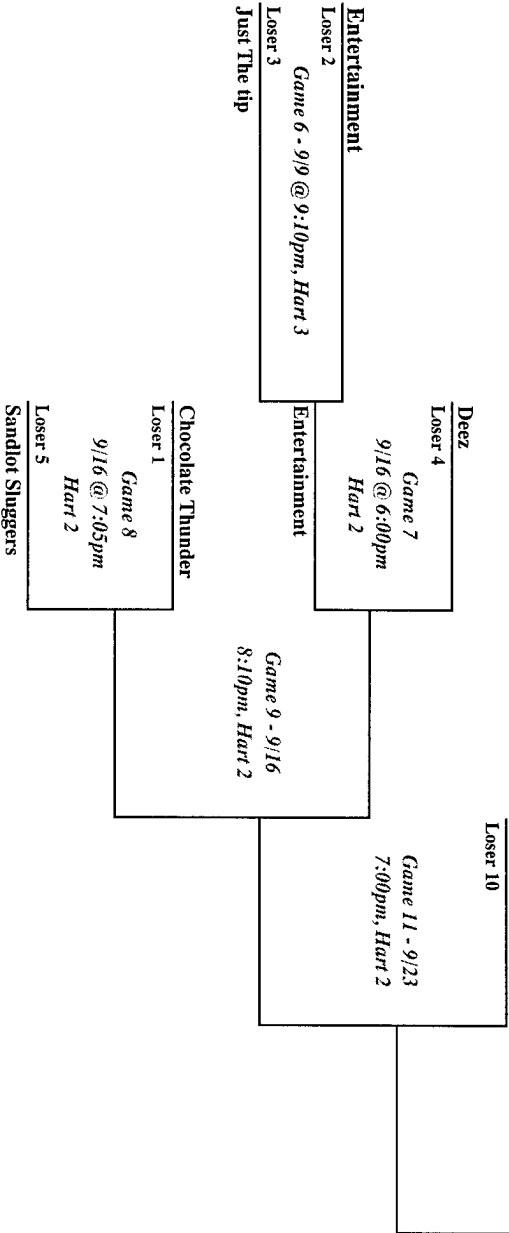 Entertainment
Loser 2
Game 6 - 9/9 @ 9:10pm, Hart 3
Loser 3
Just The tip
Deez
Loser 4
Game 7
9/16 @ 6:00pm
Hart 2
Entertainment
Chocolate Thunder
Loser 1
Game 8
9/16 @ 7:05pm
Hart 2
Loser 5
Sandlot Sluggers
Game 9 - 9/16
8:10pm, Hart 2
Loser 10
Game 11 - 9/23
7:00pm, Hart 2